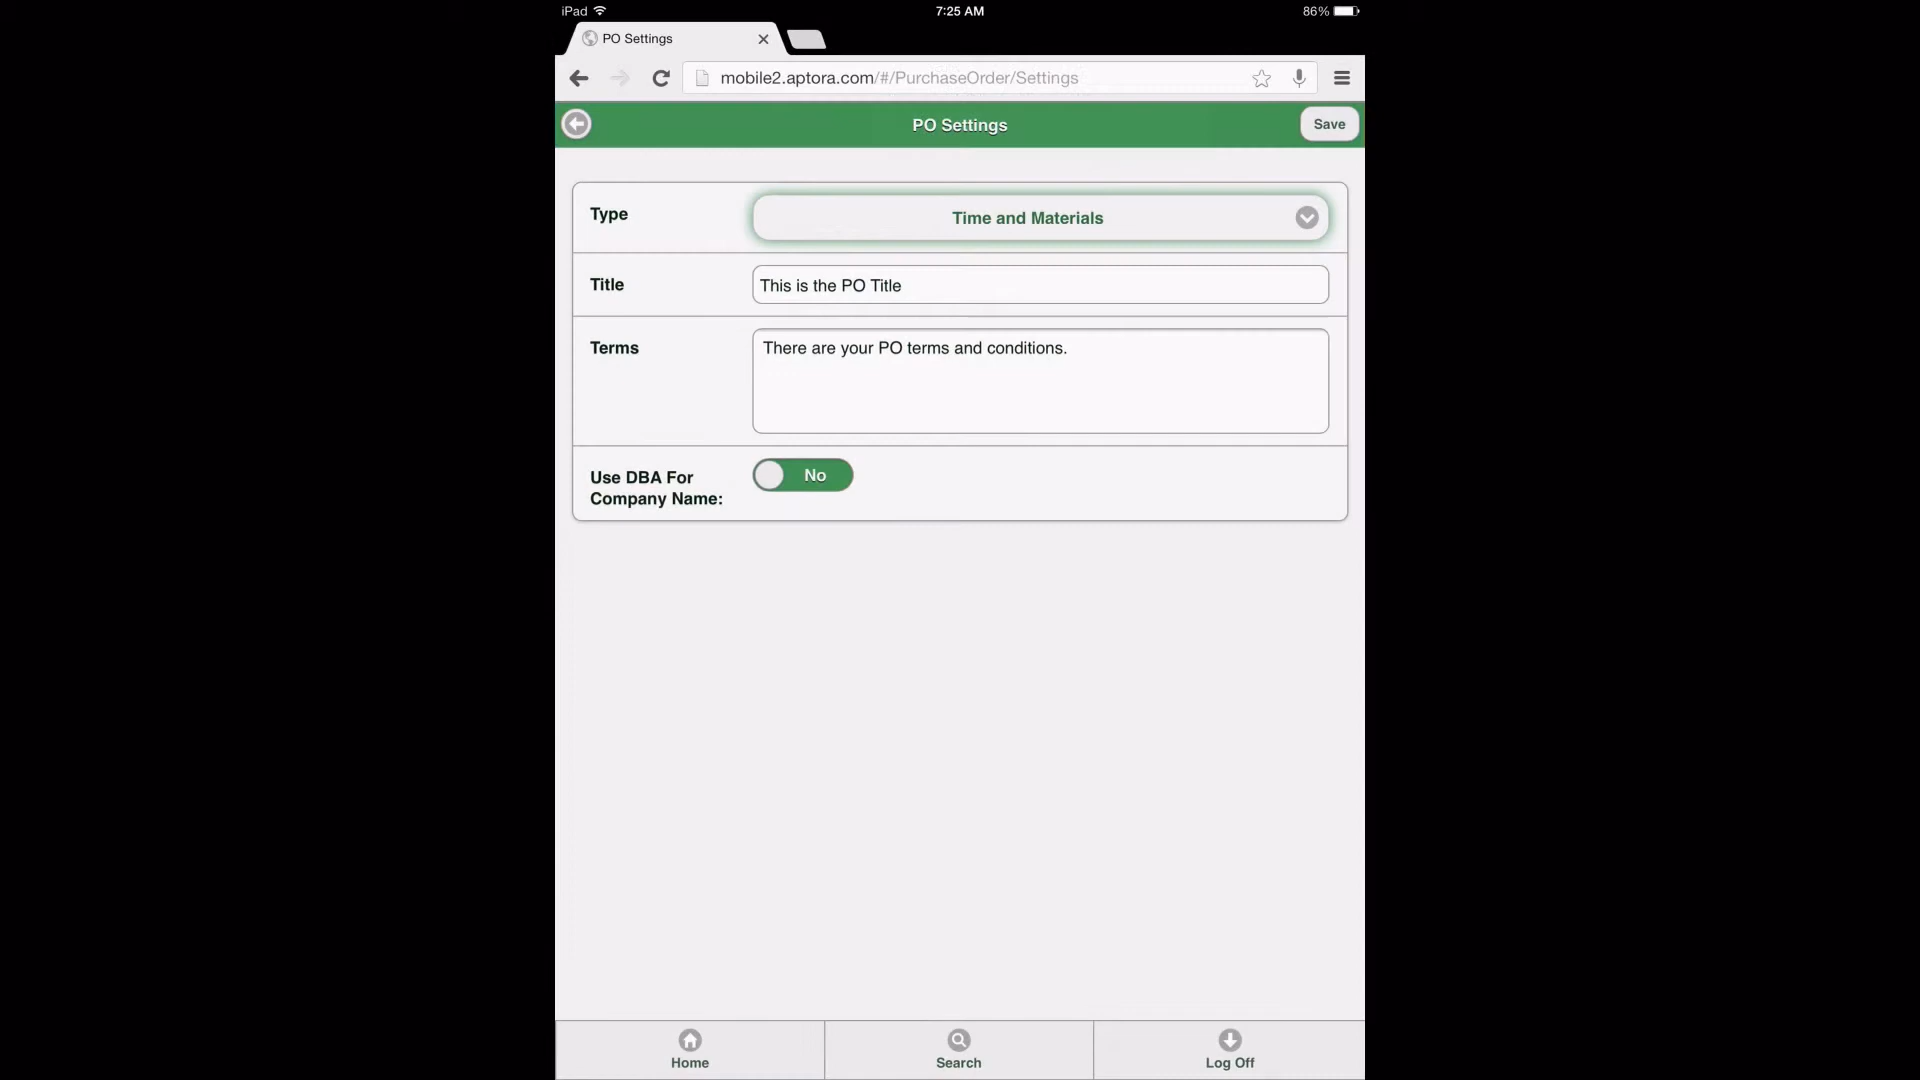 iPad 7:25 AM 86%
PO Settings
mobile2.aptora.com/#/PurchaseOrder/Settings
PO Settings Save
Type Time and Materials
Title This is the PO Title
Terms There are your PO terms and conditions.
Use DBA For
Company Name:
No
Home Search Log Off